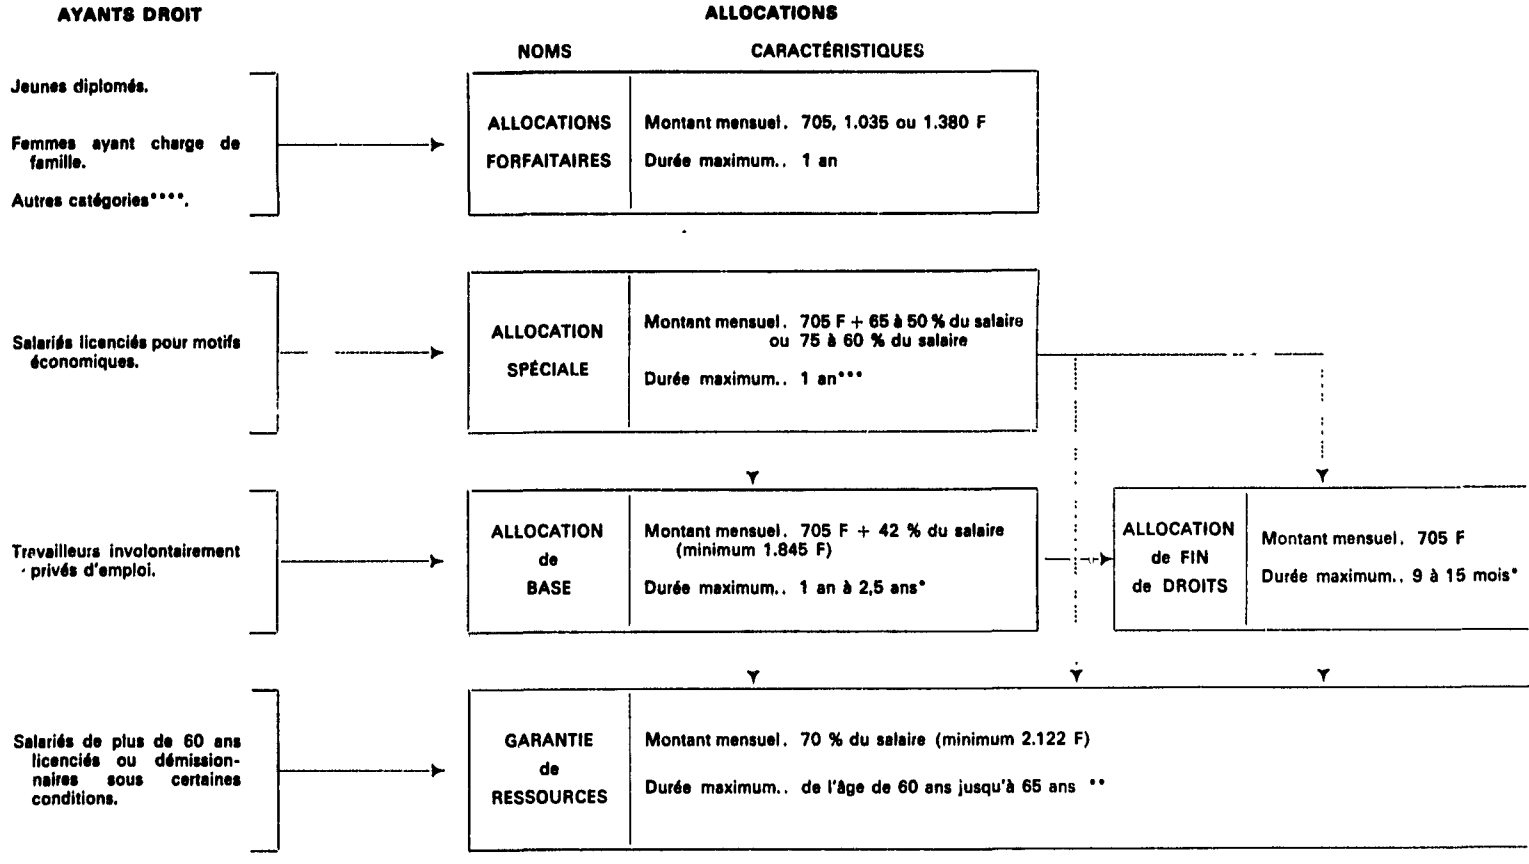 AYANTS DROIT
ALLOCATIONS
NOMS
CARACTÉRISTIQUES
Jeunes diplomés.
Femmes ayant charge de
famille.
Autres catégories****.
ALLOCATIONS
FORFAITAIRES
Montant mensuel. 705, 1.035 ou 1.380 F
Durée maximum.. 1 an
Salariés licenciés pour motifs
économiques.
ALLOCATION
SPÉCIALE
Montant mensuel. 705 F + 65 à 50 % du salaire
ou 75 à 60 % du salaire
Durée maximum.. 1 an***
Travailleurs involontairement
privés d'emploi.
ALLOCATION
de
BASE
Montant mensuel. 705 F + 42 % du salaire
(minimum 1.845 F)
Durée maximum.. 1 an à 2,5 ans*
ALLOCATION
de FIN
de DROITS
Montant mensuel. 705 F
Durée maximum.. 9 à 15 mois*
Salariés de plus de 60 ans
licenciés ou démission-
naires sous certaines
conditions.
GARANTIE
de
RESSOURCES
Montant mensuel. 70 % du salaire (minimum 2.122 F)
Durée maximum.. de l'âge de 60 ans jusqu'à 65 ans **